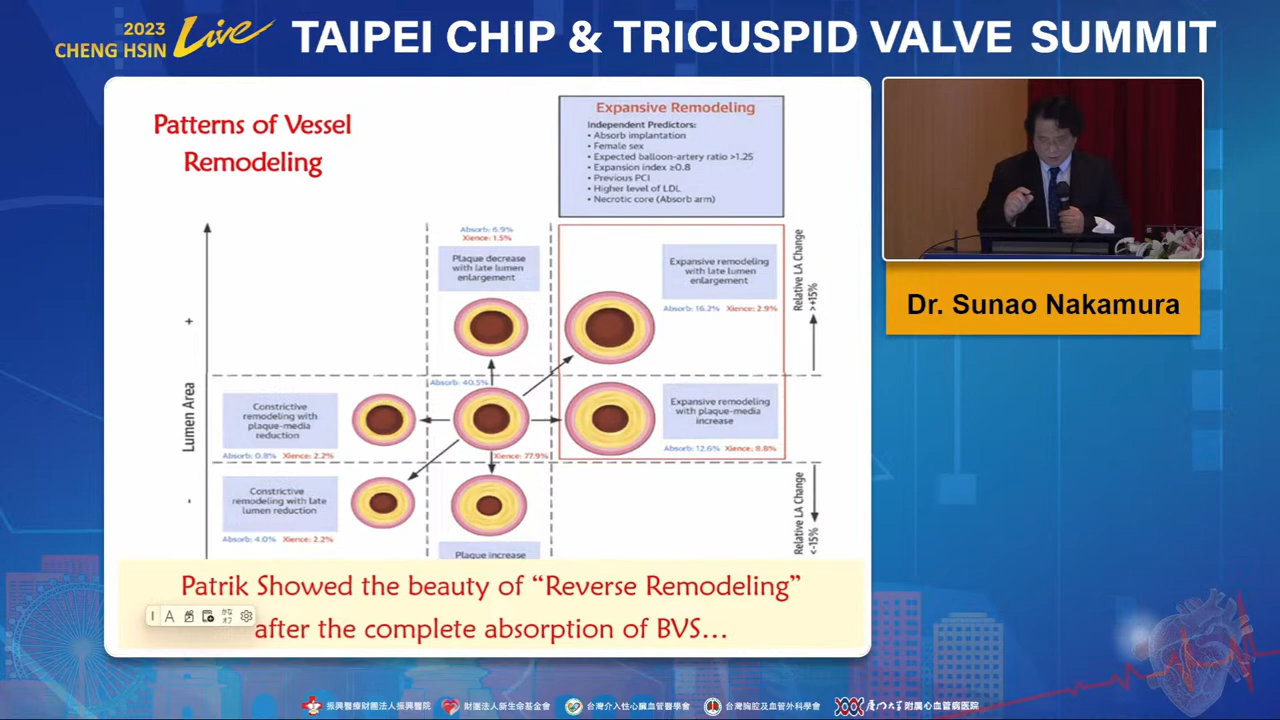 2023
CHENG HSIN Live
TAIPEI CHIP & TRICUSPID VALVE SUMMIT
Patterns of Vessel
Remodeling
Expansive Remodeling
Independent Predictors:
• Absorb implantation
• Female sex
• Expected balloon-artery ratio >1.25
• Expansion index ≥0.8
• Previous PCI
• Higher level of LDL
• Necrotic core (Absorb arm)
Absorb: 6.9%
Xience: 1.5%
Plaque decrease
with late lumen
enlargement
Expansive remodeling
with late lumen
enlargement
Absorb: 16.2% Xience: 2.9%
Relative LA Change
>+15%
+
Lumen Area
-
Absorb: 40.5%
Xience: 77.9%
Constrictive
remodeling with
plaque-media
reduction
Absorb: 0.8% Xience: 2.2%
Expansive remodeling
with plaque-media
increase
Absorb: 12.6% Xience: 8.8%
Constrictive
remodeling with late
lumen reduction
Absorb: 4.0% Xience: 2.2%
Plaque increase
Relative LA Change
<-15%
Patrik Showed the beauty of “Reverse Remodeling”
after the complete absorption of BVS...
A
かな
オフ
Dr. Sunao Nakamura
振興醫療財團法人振興醫院
財團法人新生命基金會
台灣介入性心臟血管醫學會
台灣胸腔及血管外科學會
厦门大学附属心血管病医院